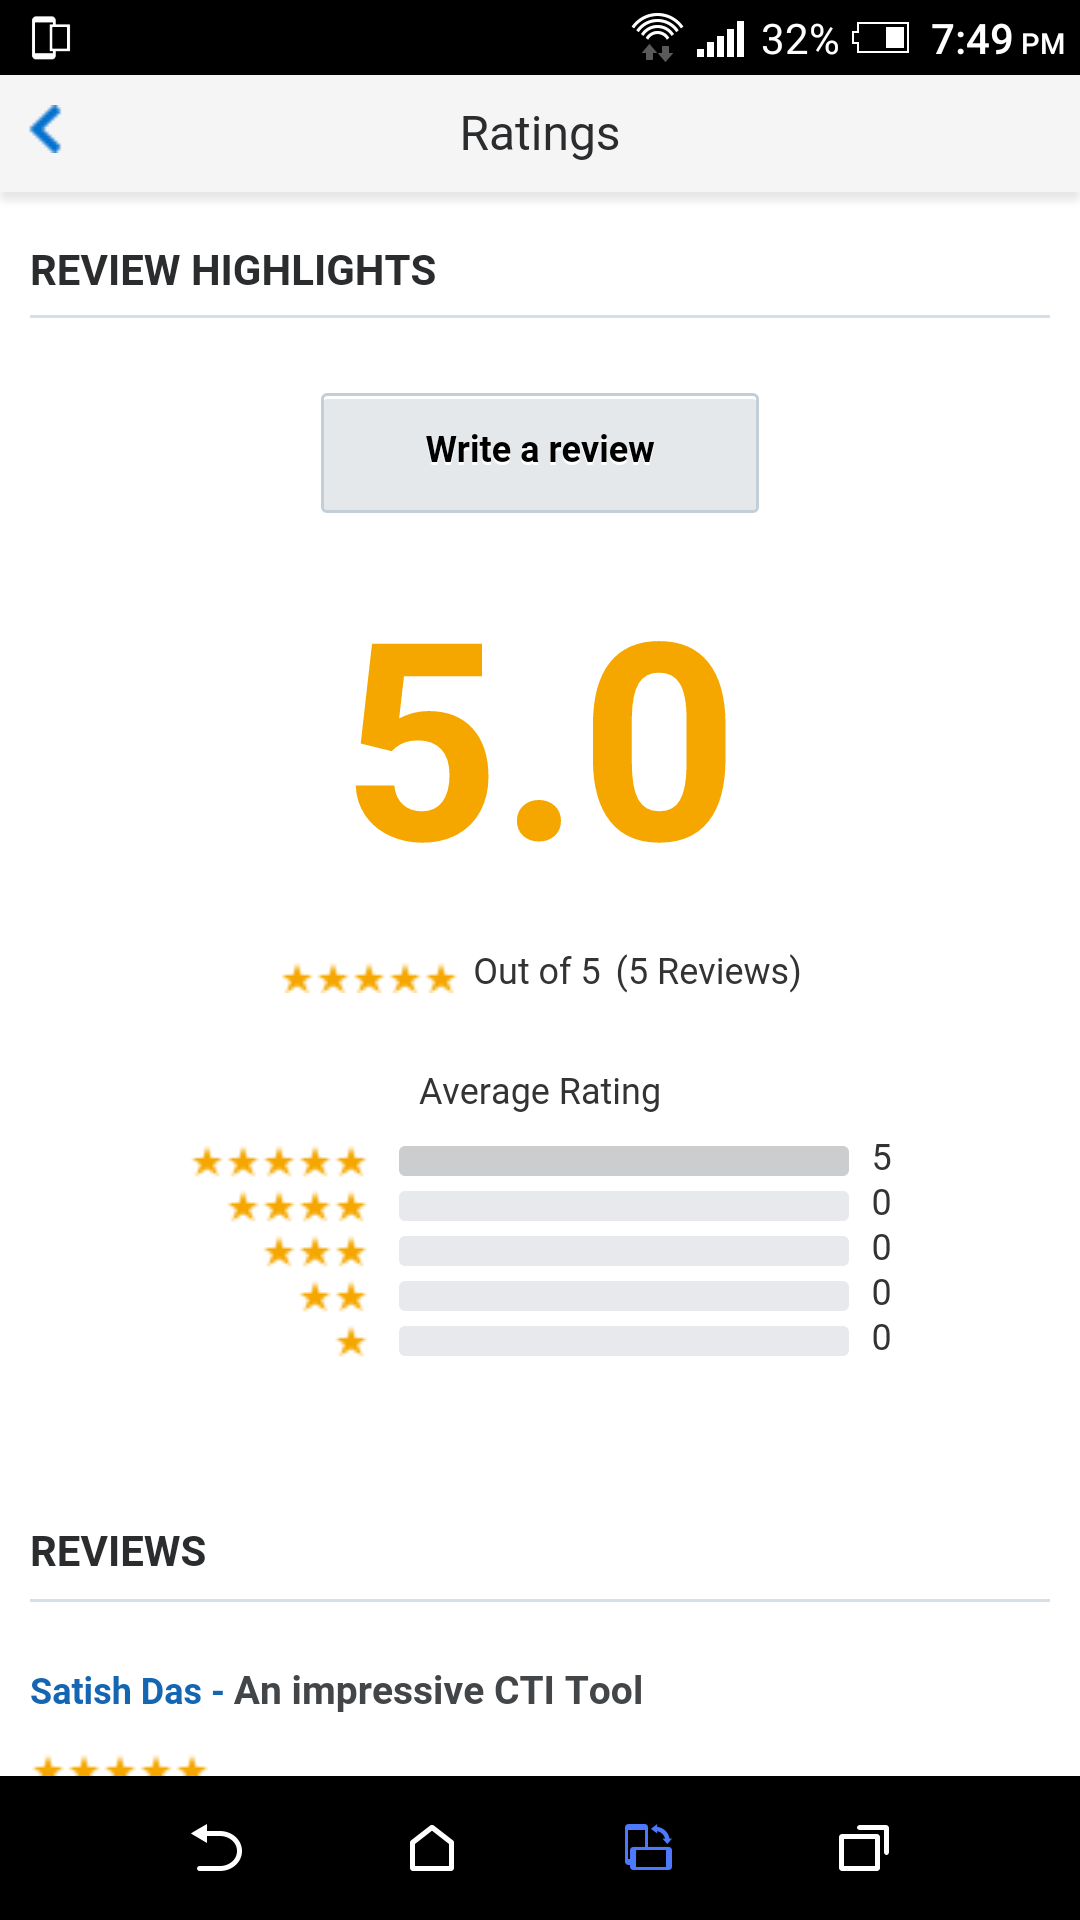 32% 7:49 PM
Ratings
REVIEW HIGHLIGHTS
Write a review
5.0
Out of 5 (5 Reviews)
Average Rating
5
0
0
0
0
REVIEWS
Satish Das - An impressive CTI Tool